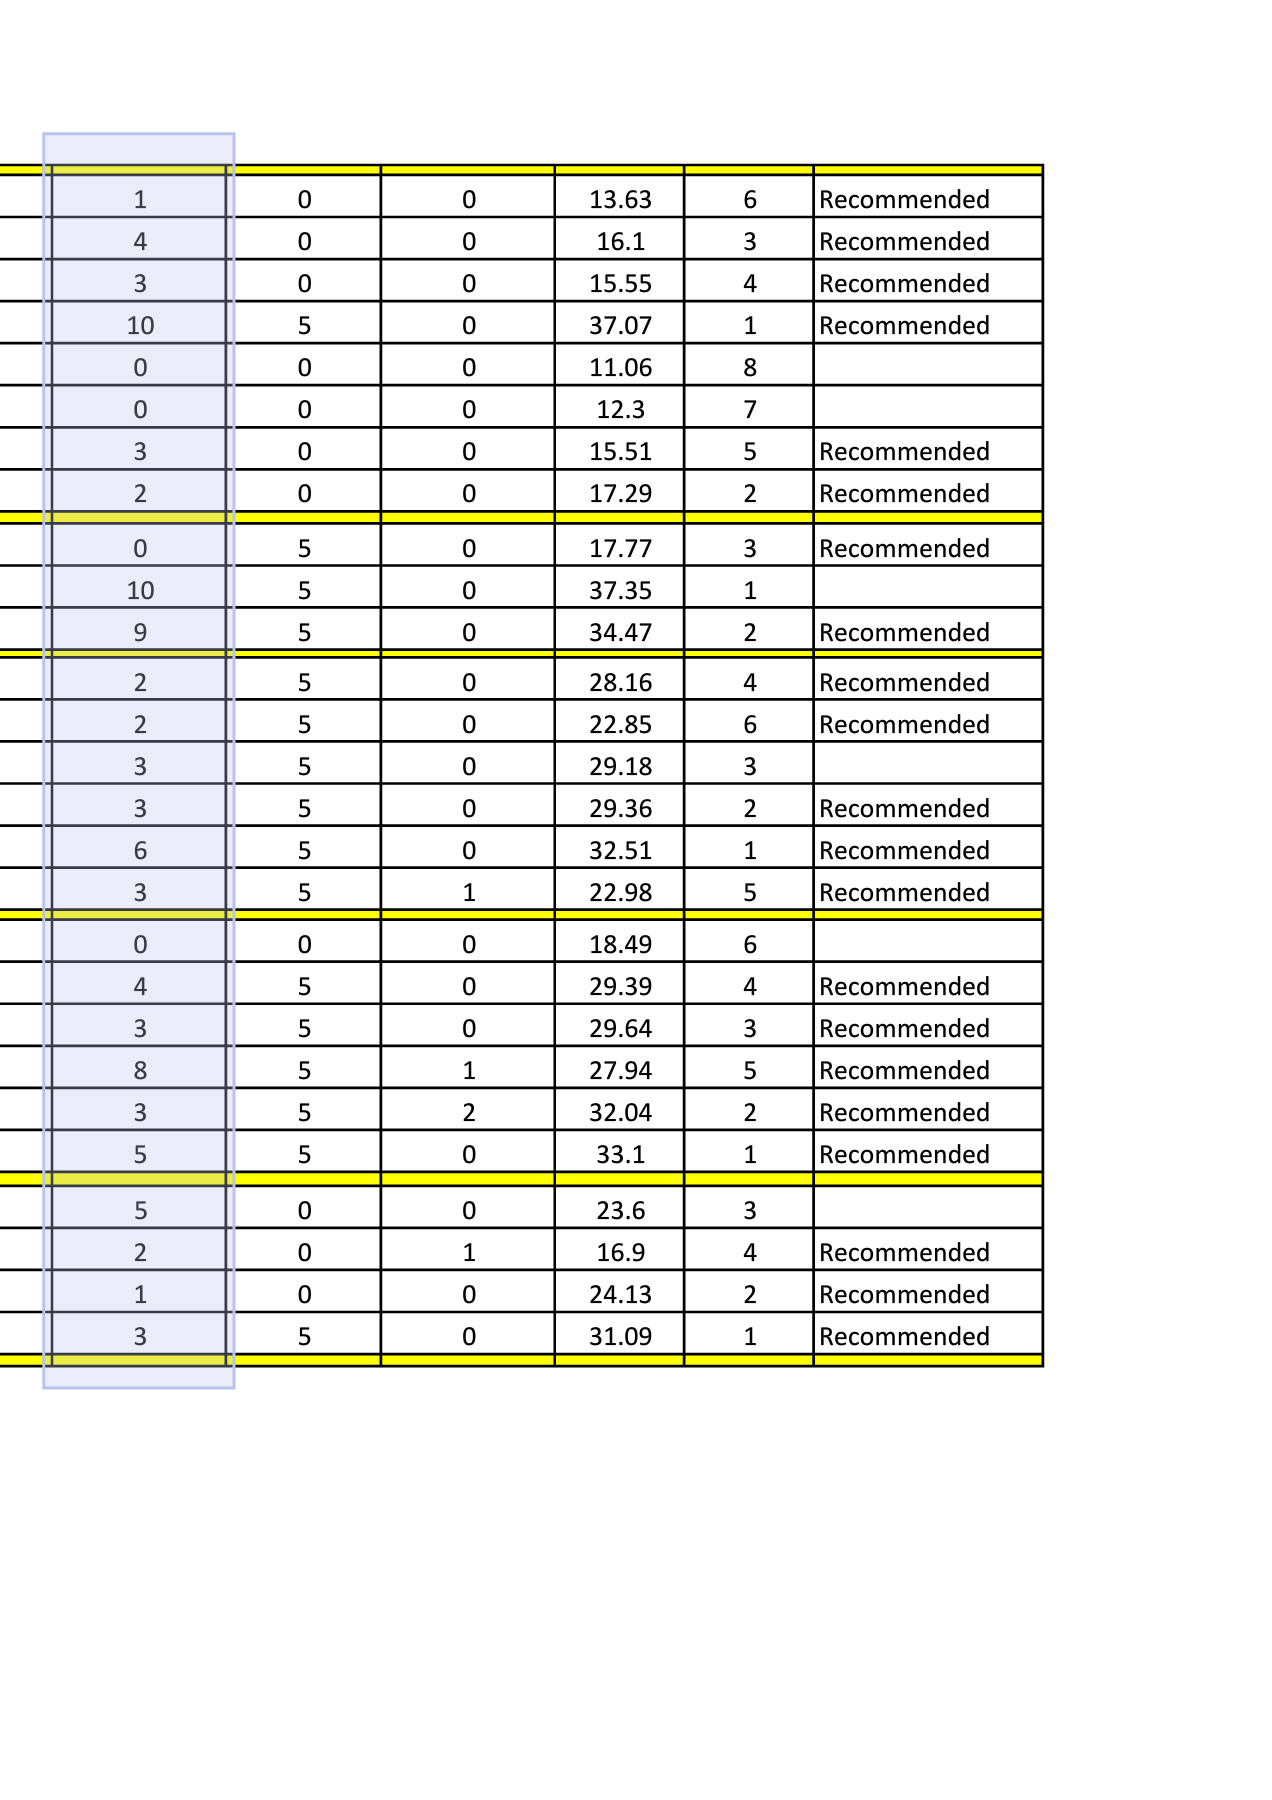 1 0 0 13.63 6 Recommended
4 0 0 16.1 3 Recommended
3 0 0 15.55 4 Recommended
10 5 0 37.07 1 Recommended
0 0 0 11.06 8
0 0 0 12.3 7
3 0 0 15.51 5 Recommended
2 0 0 17.29 2 Recommended
0 5 0 17.77 3 Recommended
10 5 0 37.35 1
9 5 0 34.47 2 Recommended
2 5 0 28.16 4 Recommended
2 5 0 22.85 6 Recommended
3 5 0 29.18 3
3 5 0 29.36 2 Recommended
6 5 0 32.51 1 Recommended
3 5 1 22.98 5 Recommended
0 0 0 18.49 6
4 5 0 29.39 4 Recommended
3 5 0 29.64 3 Recommended
8 5 1 27.94 5 Recommended
3 5 2 32.04 2 Recommended
5 5 0 33.1 1 Recommended
5 0 0 23.6 3
2 0 1 16.9 4 Recommended
1 0 0 24.13 2 Recommended
3 5 0 31.09 1 Recommended